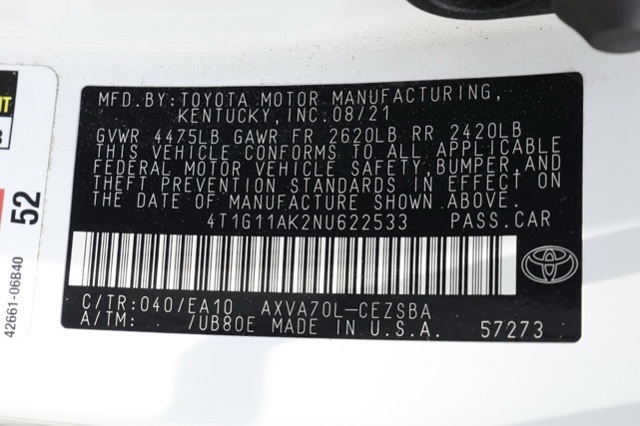 MFD.BY:TOYOTA MOTOR MANUFACTURING,
KENTUCKY, INC.08/21
GVWR 4475LB GAWR FR 2620LB RR 2420LB
THIS VEHICLE CONFORMS TO ALL APPLICABLE
FEDERAL MOTOR VEHICLE SAFETY, BUMPER, AND
THEFT PREVENTION STANDARDS IN EFFECT ON
THE DATE OF MANUFACTURE SHOWN ABOVE.
4T1G11AK2NU622533 PASS.CAR
C/TR:040/EA10 AXVA70L-CEZSBA
A/TM: /UB80E MADE IN U.S.A. 57273
52
42661-06B40